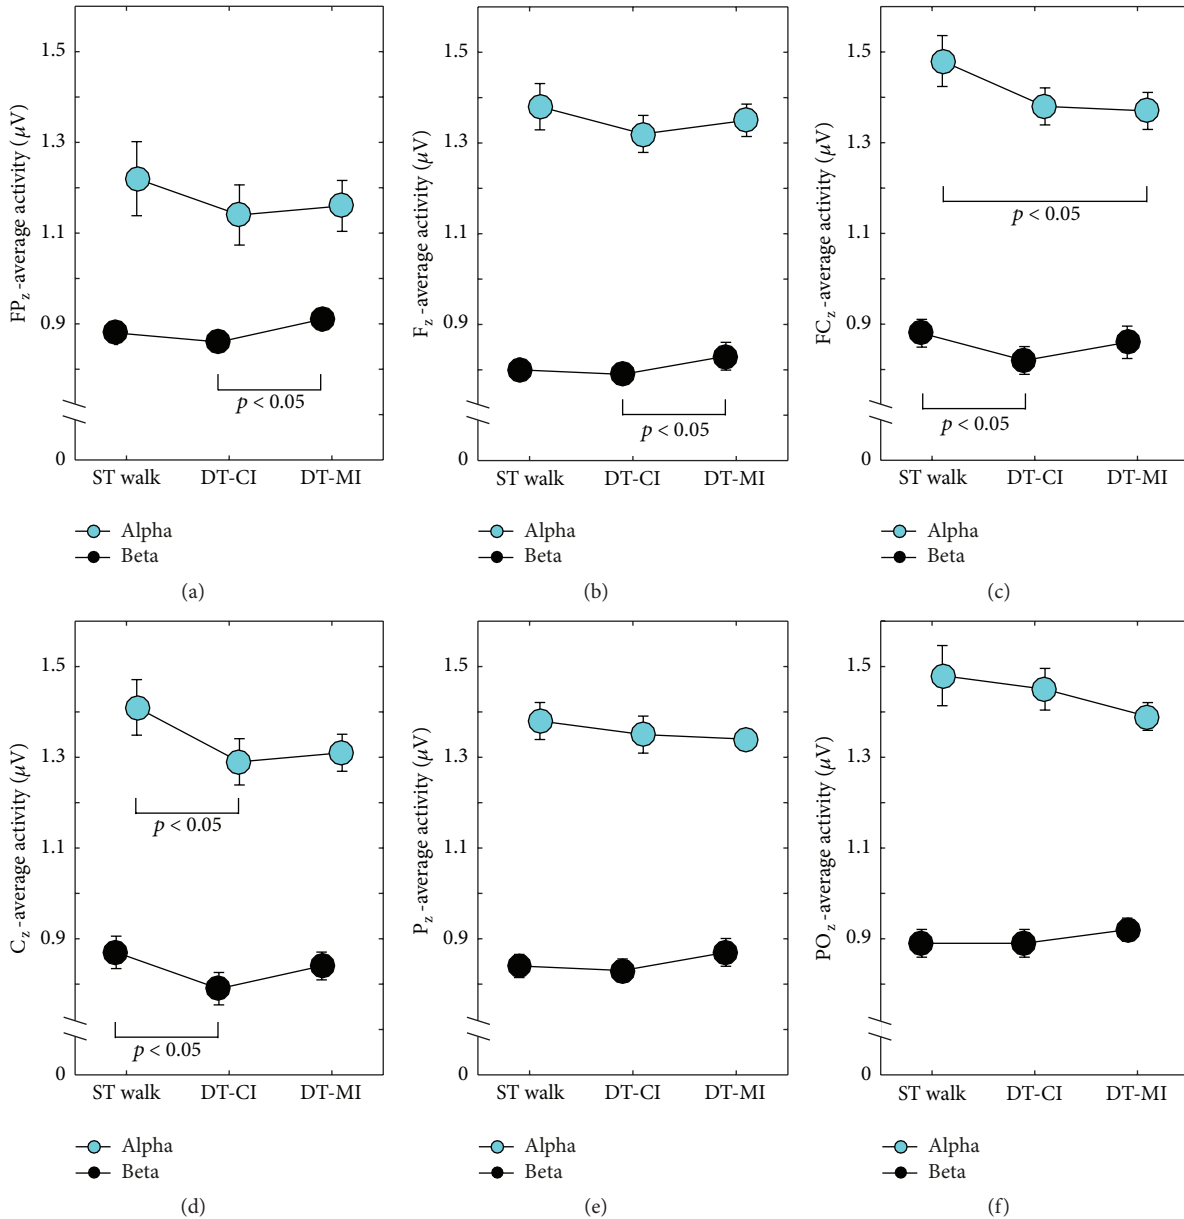 1.5
1.3
1.1
0.9
0
FPz -average activity (μV)
p < 0.05
ST walk DT-CI DT-MI
Alpha
Beta
(a)
1.5
1.3
1.1
0.9
0
Fz -average activity (μV)
p < 0.05
ST walk DT-CI DT-MI
Alpha
Beta
(b)
1.5
1.3
1.1
0.9
0
FCz -average activity (μV)
p < 0.05
p < 0.05
ST walk DT-CI DT-MI
Alpha
Beta
(c)
1.5
1.3
1.1
0.9
0
Cz -average activity (μV)
p < 0.05
p < 0.05
ST walk DT-CI DT-MI
Alpha
Beta
(d)
1.5
1.3
1.1
0.9
0
Pz -average activity (μV)
ST walk DT-CI DT-MI
Alpha
Beta
(e)
1.5
1.3
1.1
0.9
0
POz -average activity (μV)
ST walk DT-CI DT-MI
Alpha
Beta
(f)